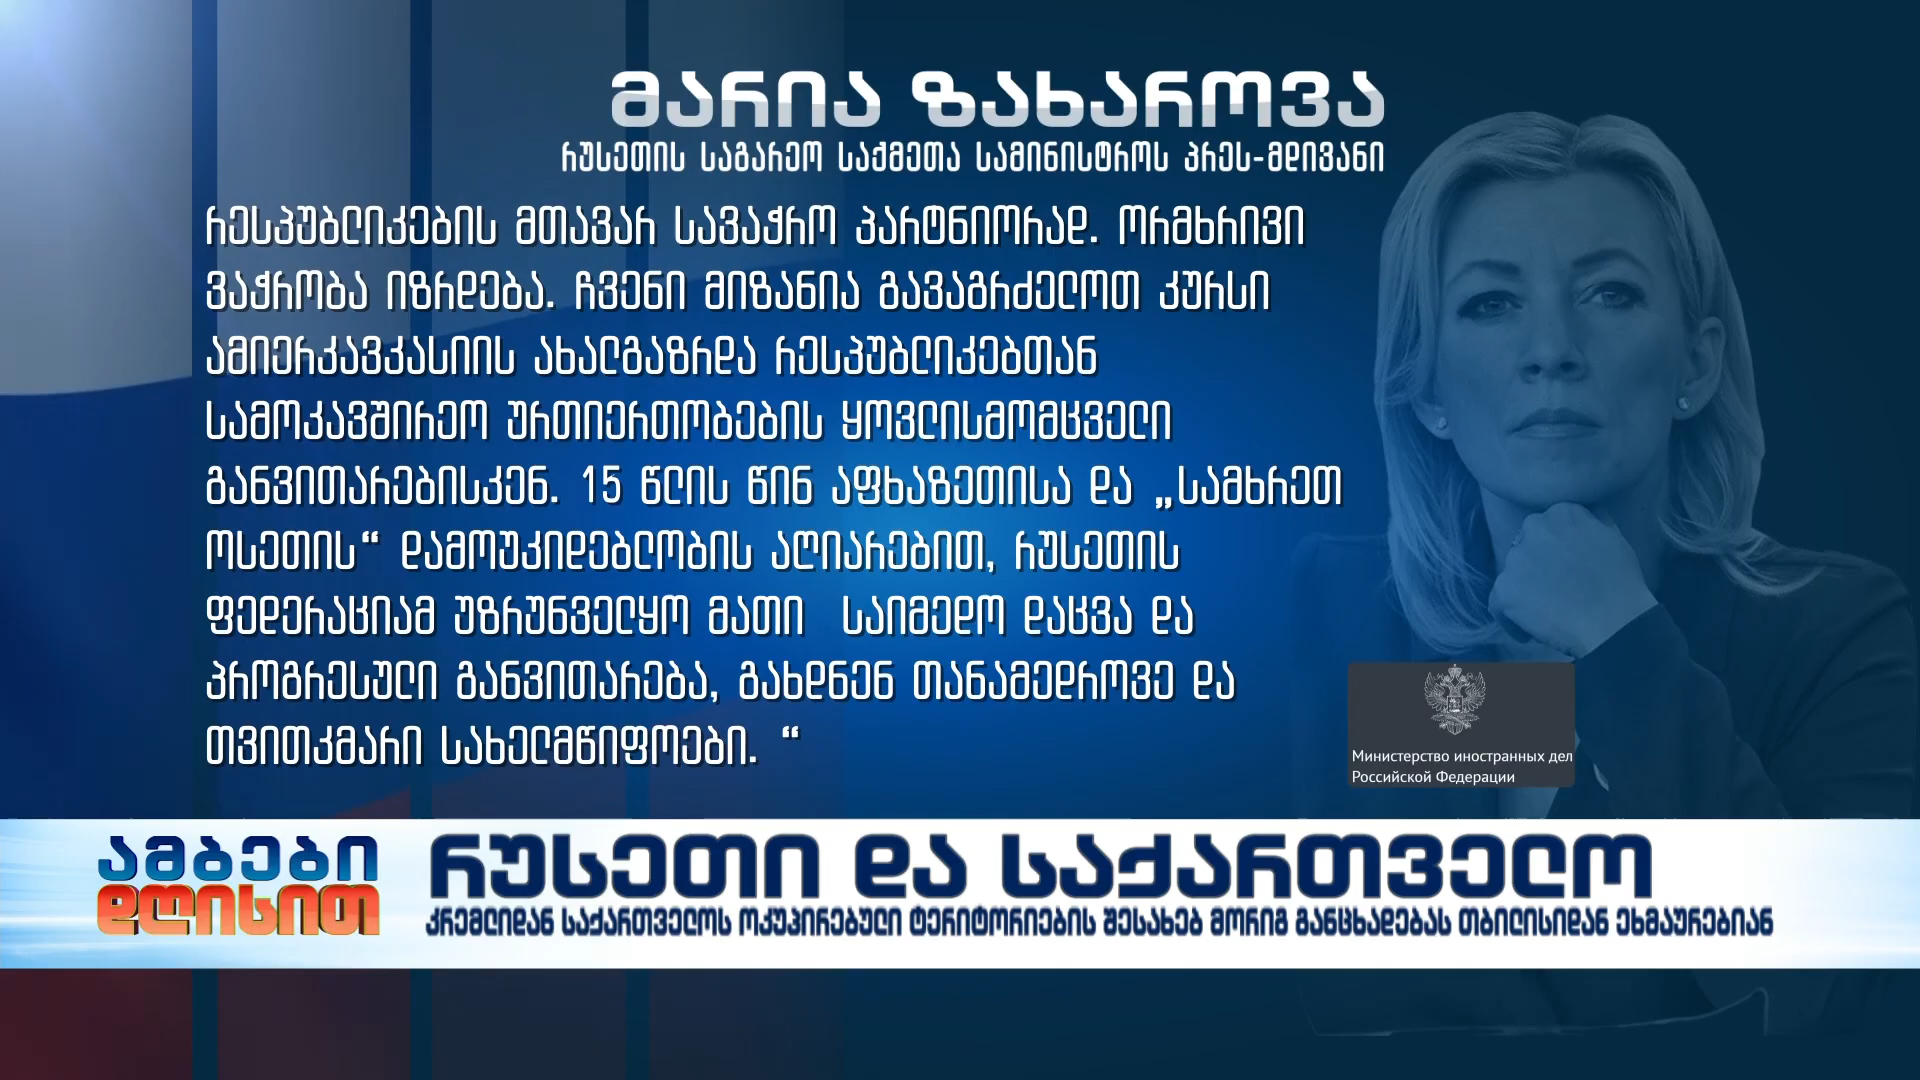 მარია ზახაროვა
რუსეთის საგარეო საქმეთა სამინისტროს პრეს-მდივანი
რესპუბლიკების მთავარ სავაჭრო პარტნიორად. ორმხრივი
ვაჭრობა იზრდება. ჩვენი მიზანია გავაგრძელოთ კურსი
ამიერკავკასიის ახალგაზრდა რესპუბლიკებთან
სამოკავშირეო ურთიერთობების ყოვლისმომცველი
განვითარებისკენ. 15 წლის წინ აფხაზეთისა და „სამხრეთ
ოსეთის“ დამოუკიდებლობის აღიარებით, რუსეთის
ფედერაციამ უზრუნველყო მათი საიმედო დაცვა და
პროგრესული განვითარება, გახდნენ თანამედროვე და
თვითკმარი სახელმწიფოები. “
Министерство иностранных дел
Российской Федерации
ამბები
დღისით
რუსეთი და საქართველო
კრემლიდან საქართველოს ოკუპირებული ტერიტორიების შესახებ მორიგ განცხადებას თბილისიდან ეხმაურებიან